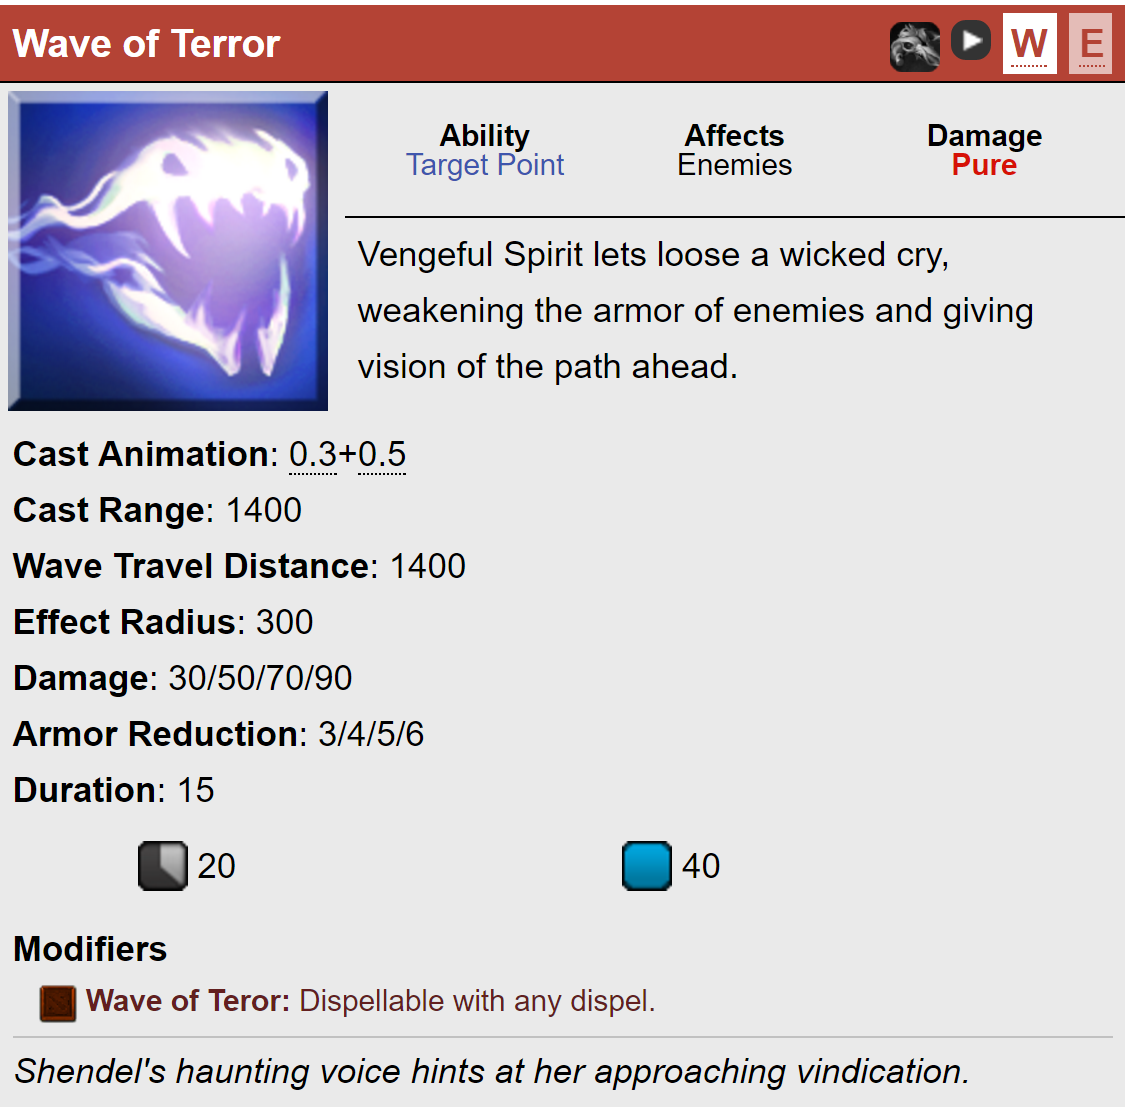 Wave of Terror W E
Ability Affects Damage
Target Point Enemies Pure
Vengeful Spirit lets loose a wicked cry,
weakening the armor of enemies and giving
vision of the path ahead.
Cast Animation: 0.3+0.5
Cast Range: 1400
Wave Travel Distance: 1400
Effect Radius: 300
Damage: 30/50/70/90
Armor Reduction: 3/4/5/6
Duration: 15
20 40
Modifiers
Wave of Teror: Dispellable with any dispel.
Shendel's haunting voice hints at her approaching vindication.